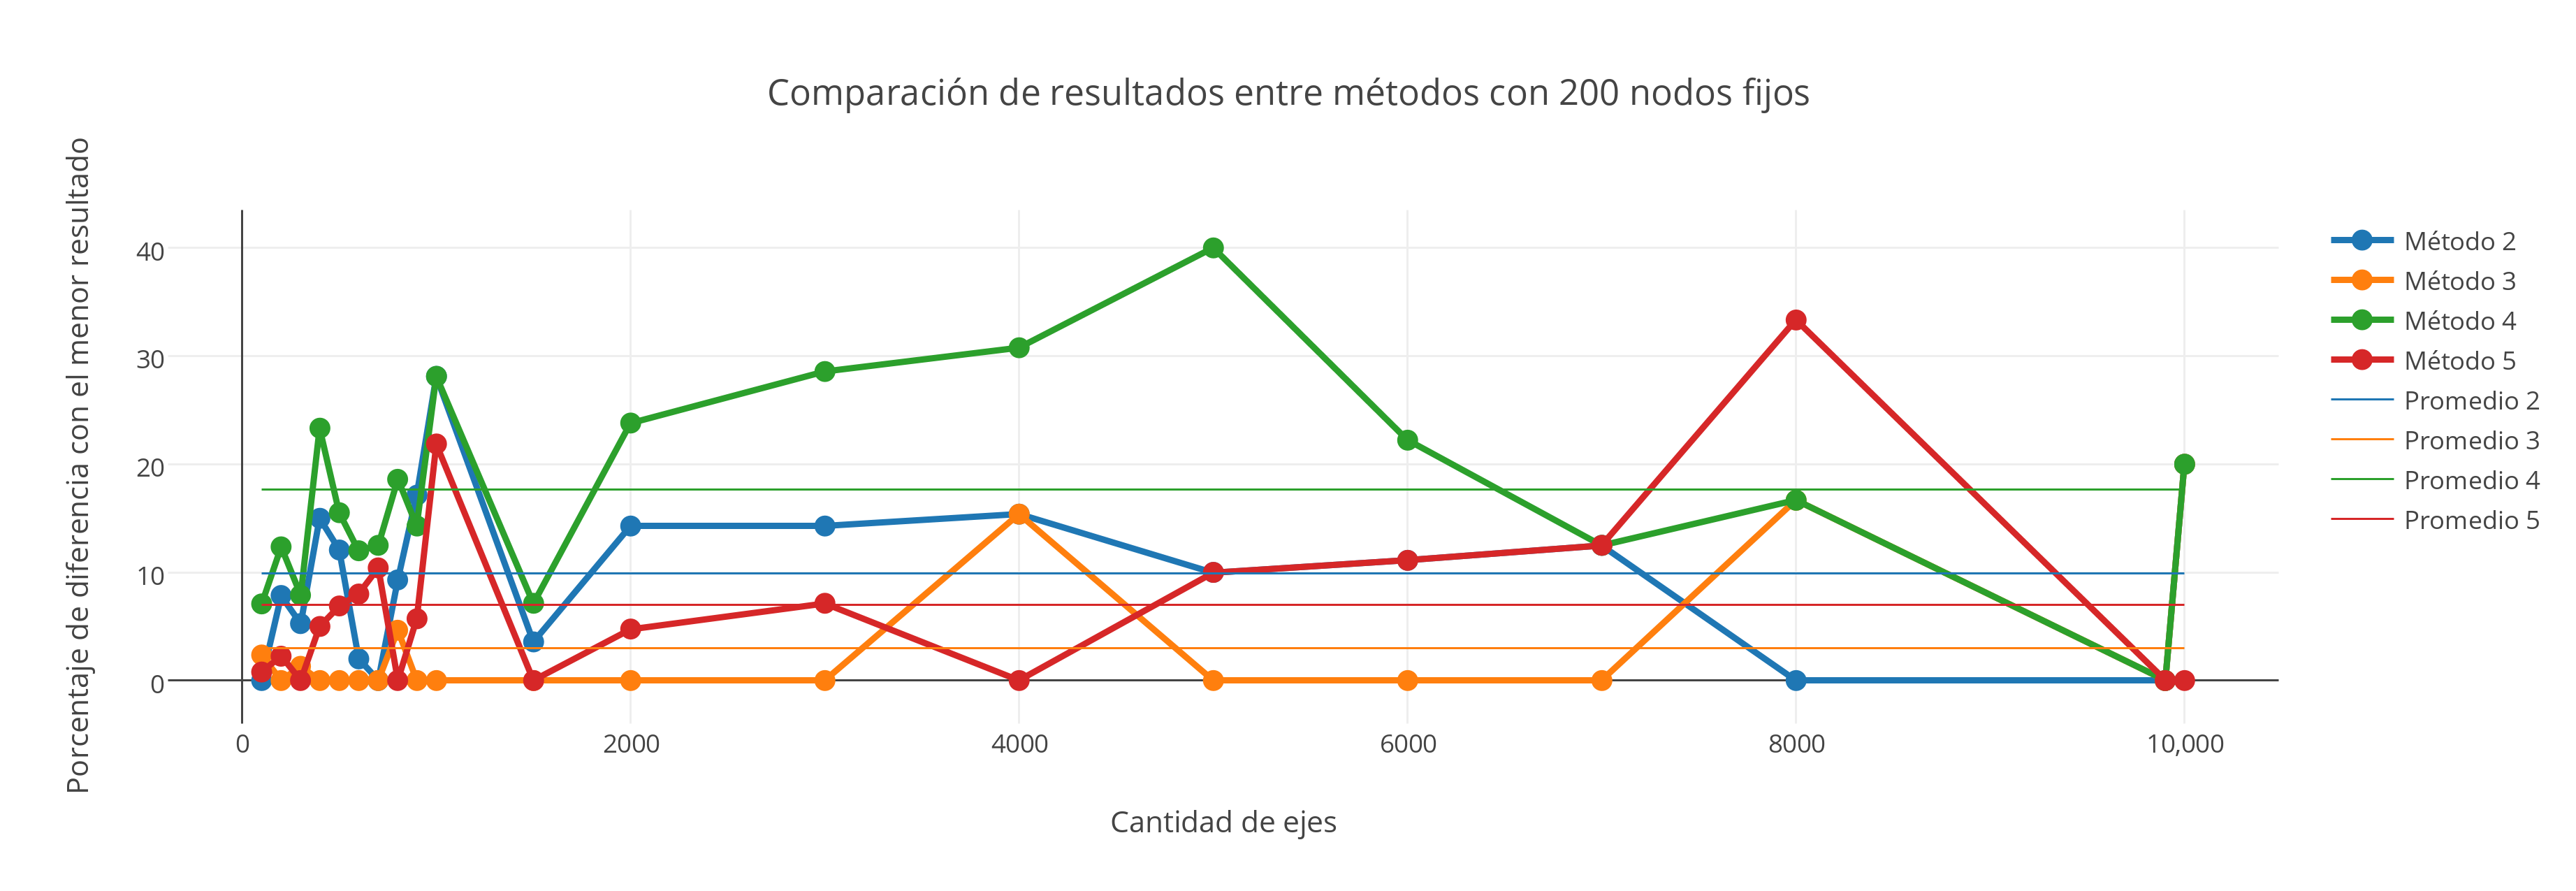 Comparación de resultados entre métodos con 200 nodos fijos
Porcentaje de diferencia con el menor resultado
40
30
20
10
0
0
2000
4000
6000
8000
10,000
Cantidad de ejes
Método 2
Método 3
Método 4
Método 5
Promedio 2
Promedio 3
Promedio 4
Promedio 5